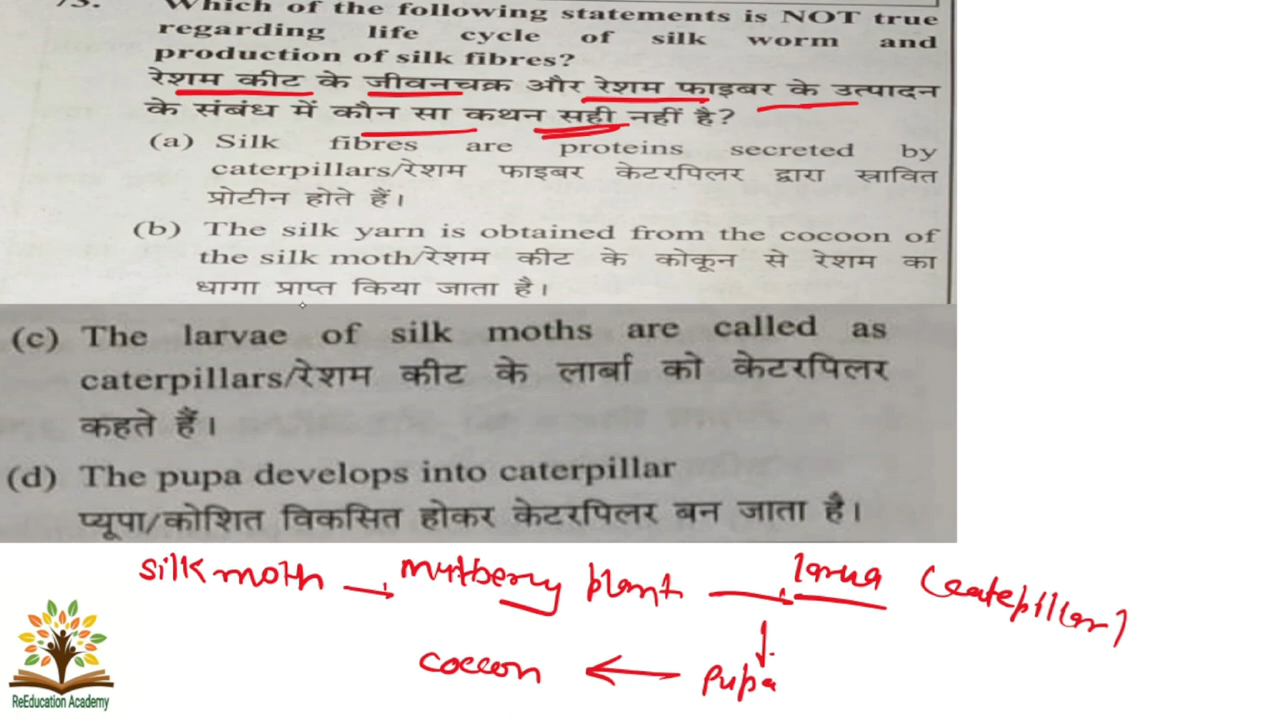 Which of the following statements is NOT true
regarding life cycle of silk worm and
production of silk fibres?
रेशम कीट के जीवनचक्र और रेशम फाइबर के उत्पादन
के संबंध में कौन सा कथन सही नहीं है?
(a) Silk fibres are proteins secreted by
caterpillars/रेशम फाइबर केटरपिलर द्वारा स्रावित
प्रोटीन होते हैं।
(b) The silk yarn is obtained from the cocoon of
the silk moth/रेशम कीट के कोकून से रेशम का
धागा प्राप्त किया जाता है।
(c) The larvae of silk moths are called as
caterpillars/रेशम कीट के लार्बा को केटरपिलर
कहते हैं।
(d) The pupa develops into caterpillar
प्यूपा/कोशित विकसित होकर केटरपिलर बन जाता है।
silk moth → plant →
← pupa
ReEducation Academy